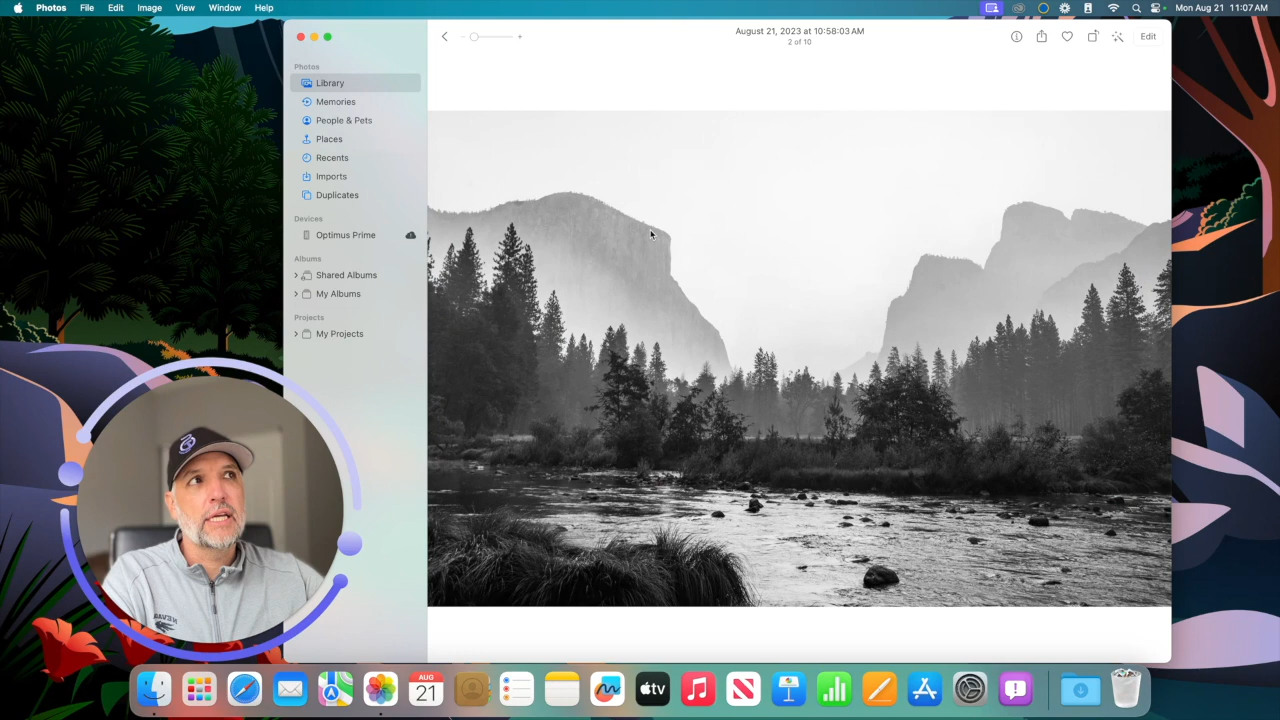 Photos File Edit Image View Window Help
Mon Aug 21 11:07 AM
August 21, 2023 at 10:58:03 AM
2 of 10
Edit
Photos
Library
Memories
People & Pets
Places
Recents
Imports
Duplicates
Devices
Optimus Prime
Albums
Shared Albums
My Albums
Projects
My Projects
AUG
21
tv